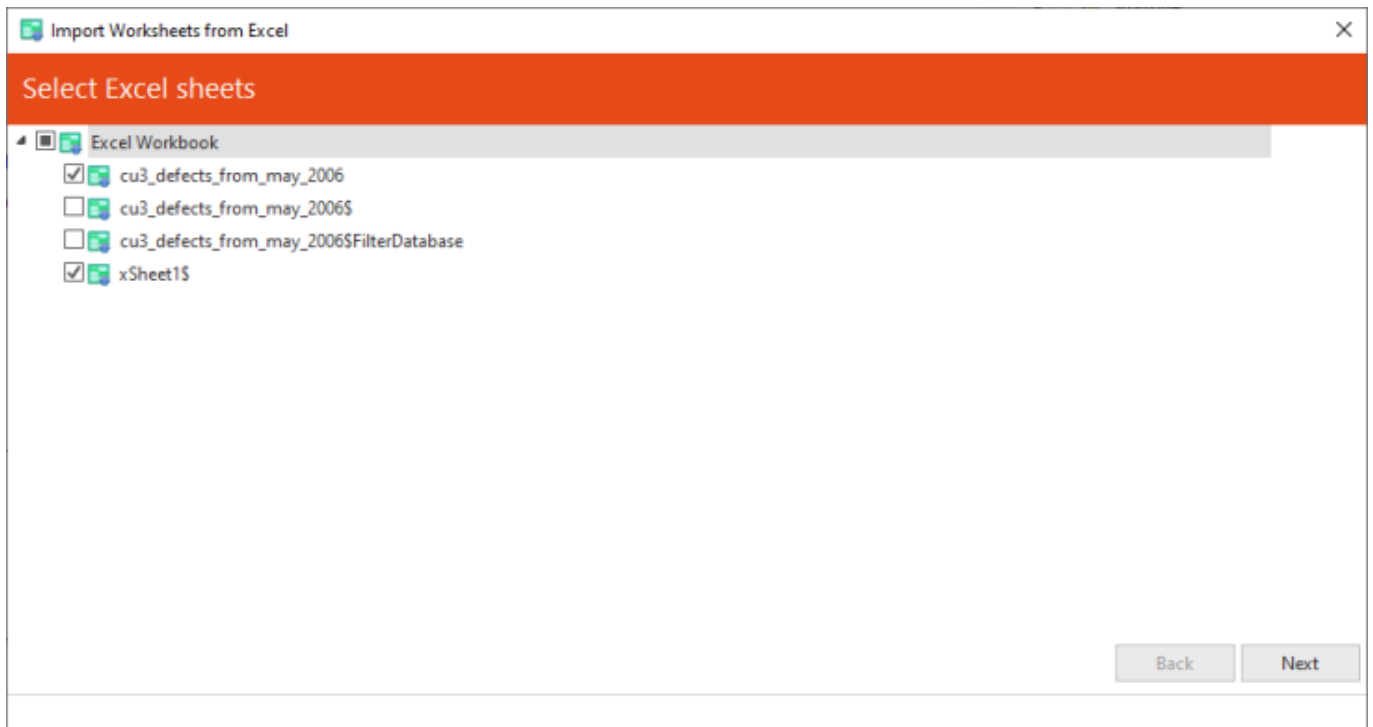 Import Worksheets from Excel
Select Excel sheets
Excel Workbook
cu3_defects_from_may_2006
cu3_defects_from_may_2006$
cu3_defects_from_may_2006$FilterDatabase
xSheet1$
Back Next